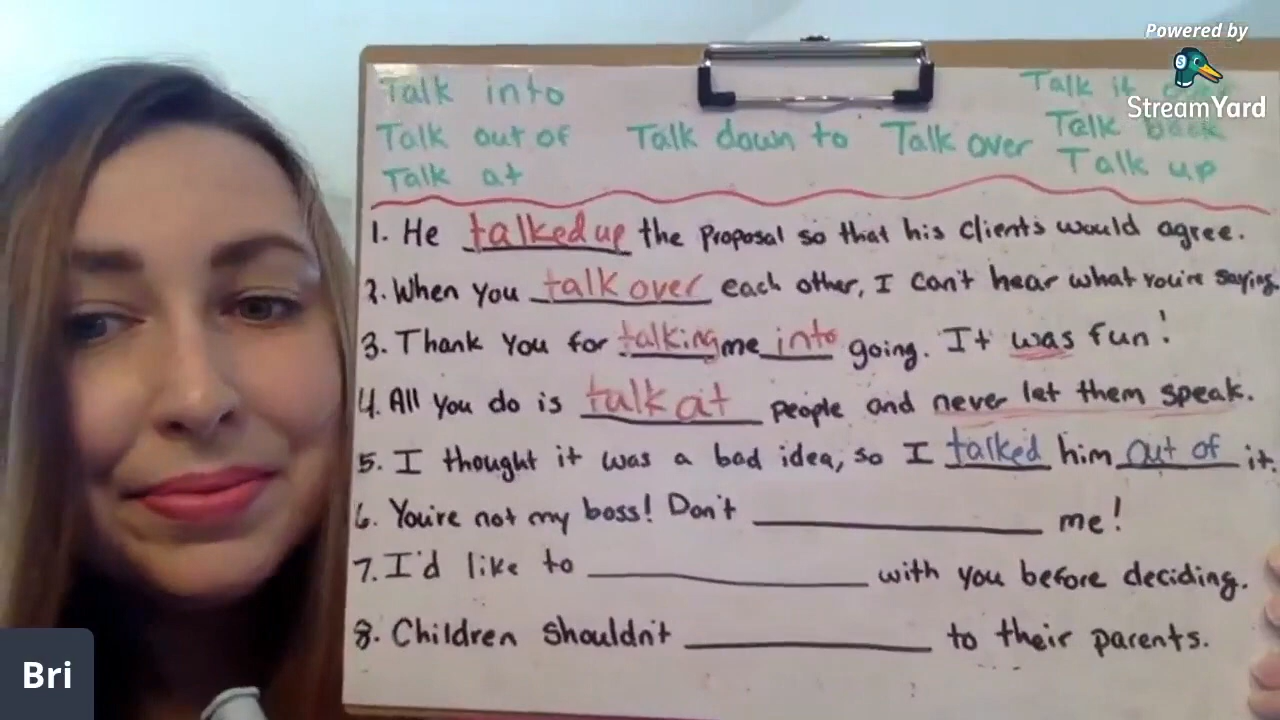 Powered by
StreamYard
Talk into
Talk it
Talk out of
Talk down to
Talk over
Talk back
Talk at
Talk up
1. He talked up the proposal so that his clients would agree.
2. When you talk over each other, I can't hear what you're saying.
3. Thank you for talking me into going. It was fun!
4. All you do is talk at people and never let them speak.
5. I thought it was a bad idea, so I talked him out of it.
6. You're not my boss! Don't ____________ me!
7. I'd like to ____________ with you before deciding.
8. Children shouldn't ____________ to their parents.
Bri